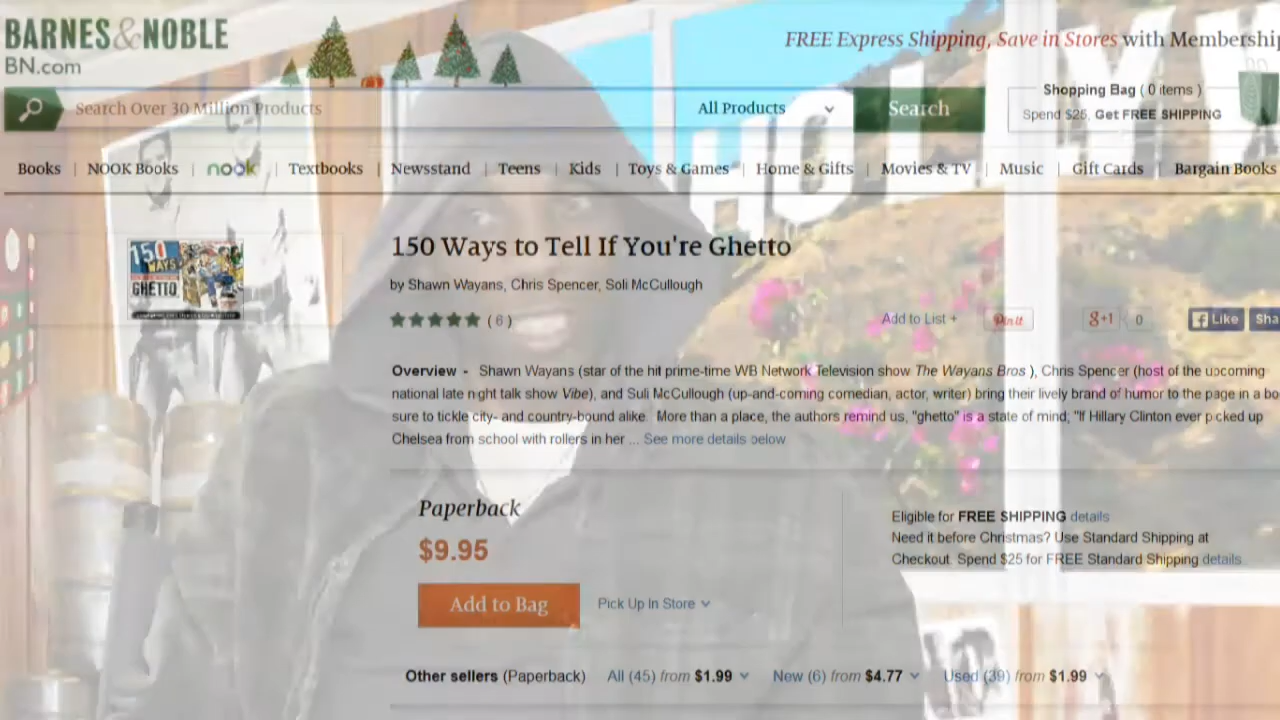 BARNES&NOBLE
BN.com
FREE Express Shipping, Save in Stores with Membership
Search Over 30 Million Products
All Products
Search
Shopping Bag ( 0 items )
Spend $25, Get FREE SHIPPING
Books | NOOK Books | nook | Textbooks | Newsstand | Teens | Kids | Toys & Games | Home & Gifts | Movies & TV | Music | Gift Cards | Bargain Books
150 Ways to Tell If You're Ghetto
150
WAYS
GHETTO
by Shawn Wayans, Chris Spencer, Soli McCullough
( 6 )
Add to List +
Pin it
g+1
0
Like
Sha
Overview - Shawn Wayans (star of the hit prime-time WB Network Television show The Wayans Bros ), Chris Spencer (host of the upcoming
national late night talk show Vibe), and Suli McCullough (up-and-coming comedian, actor, writer) bring their lively brand of humor to the page in a bo
sure to tickle city- and country-bound alike. More than a place, the authors remind us, "ghetto" is a state of mind; "If Hillary Clinton ever picked up
Chelsea from school with rollers in her ... See more details below
Paperback
$9.95
Add to Bag
Pick Up In Store
Eligible for FREE SHIPPING details
Need it before Christmas? Use Standard Shipping at
Checkout. Spend $25 for FREE Standard Shipping details
Other sellers (Paperback)
All (45) from $1.99
New (6) from $4.77
Used (39) from $1.99